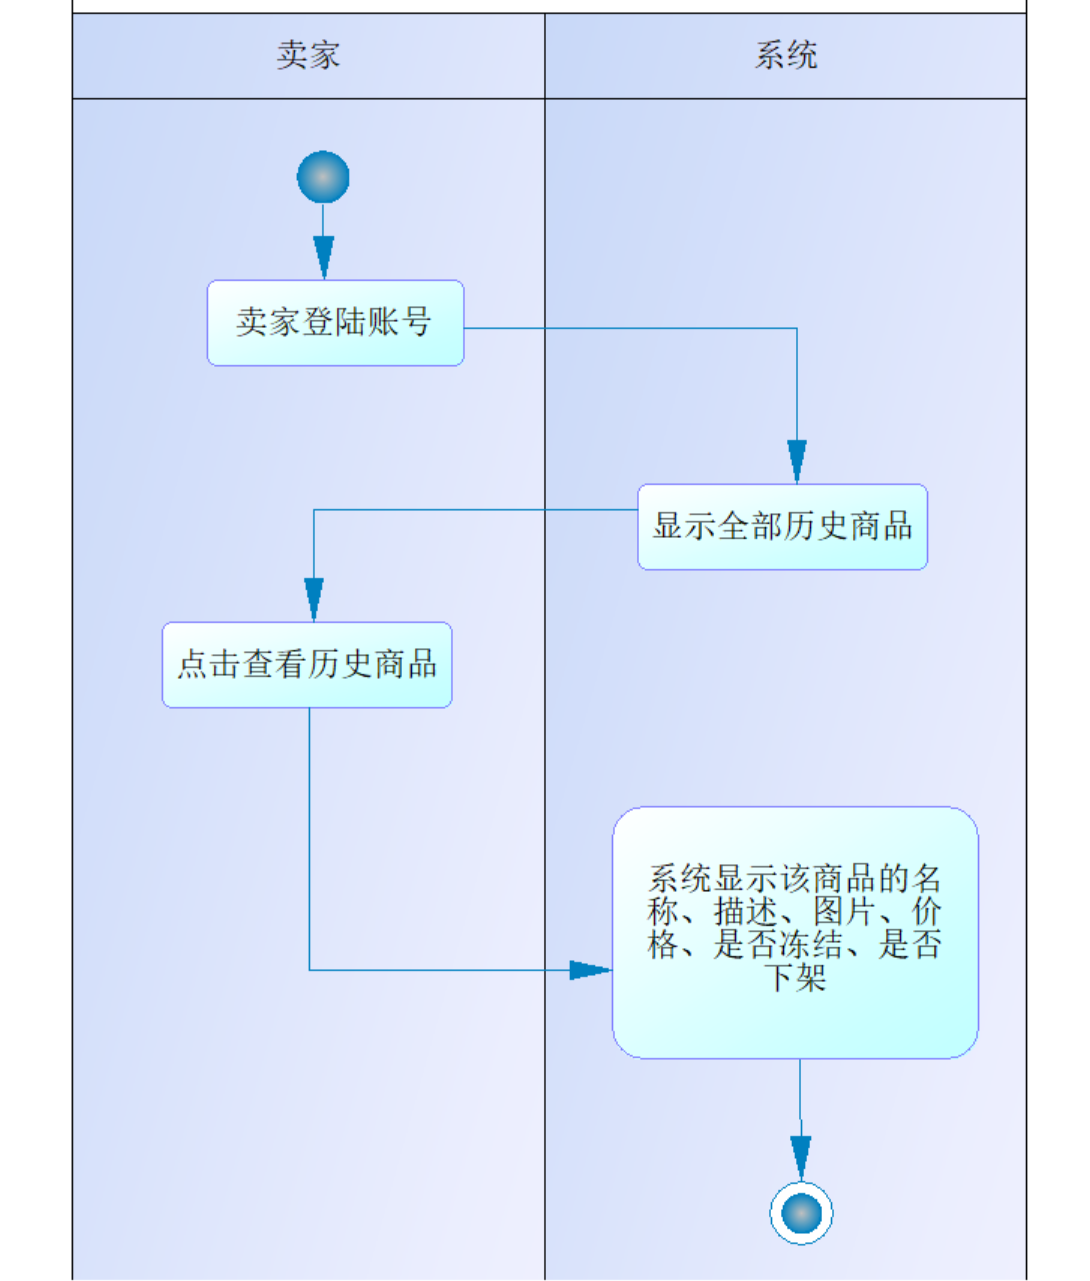 卖家
系统
卖家登陆账号
显示全部历史商品
点击查看历史商品
系统显示该商品的名
称、描述、图片、价
格、是否冻结、是否
下架